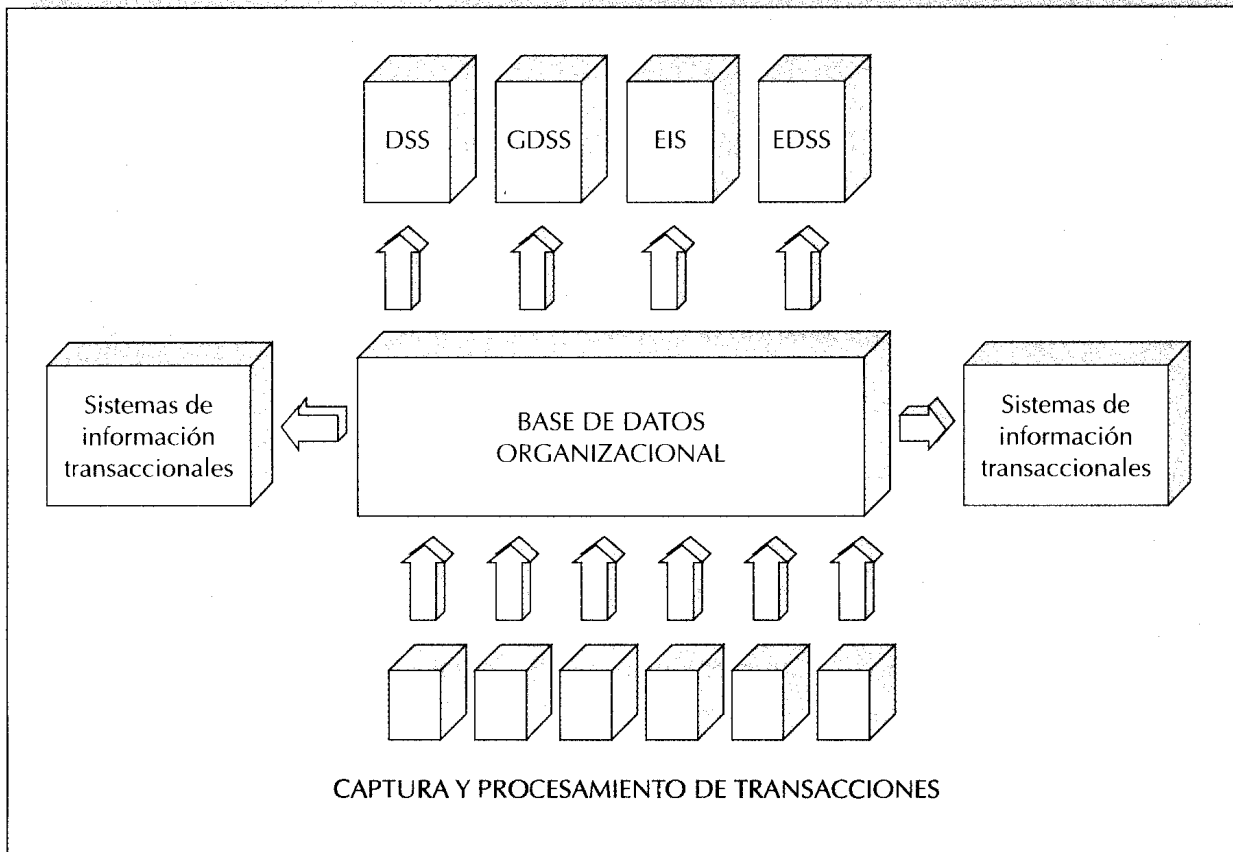 DSS
GDSS
EIS
EDSS
Sistemas de
información
transaccionales
BASE DE DATOS
ORGANIZACIONAL
Sistemas de
información
transaccionales
CAPTURA Y PROCESAMIENTO DE TRANSACCIONES